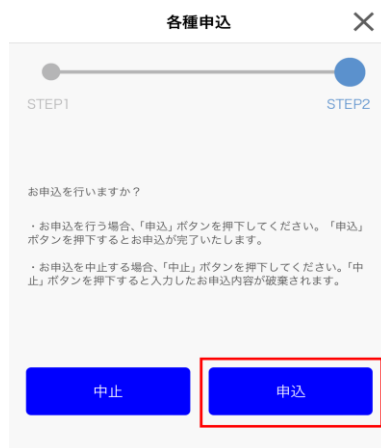 各種申込
STEP1
STEP2
お申込を行いますか？
・お申込を行う場合、「申込」ボタンを押下してください。「申込」
ボタンを押下するとお申込が完了いたします。
・お申込を中止する場合、「中止」ボタンを押下してください。「中
止」ボタンを押下すると入力したお申込内容が破棄されます。
中止
申込